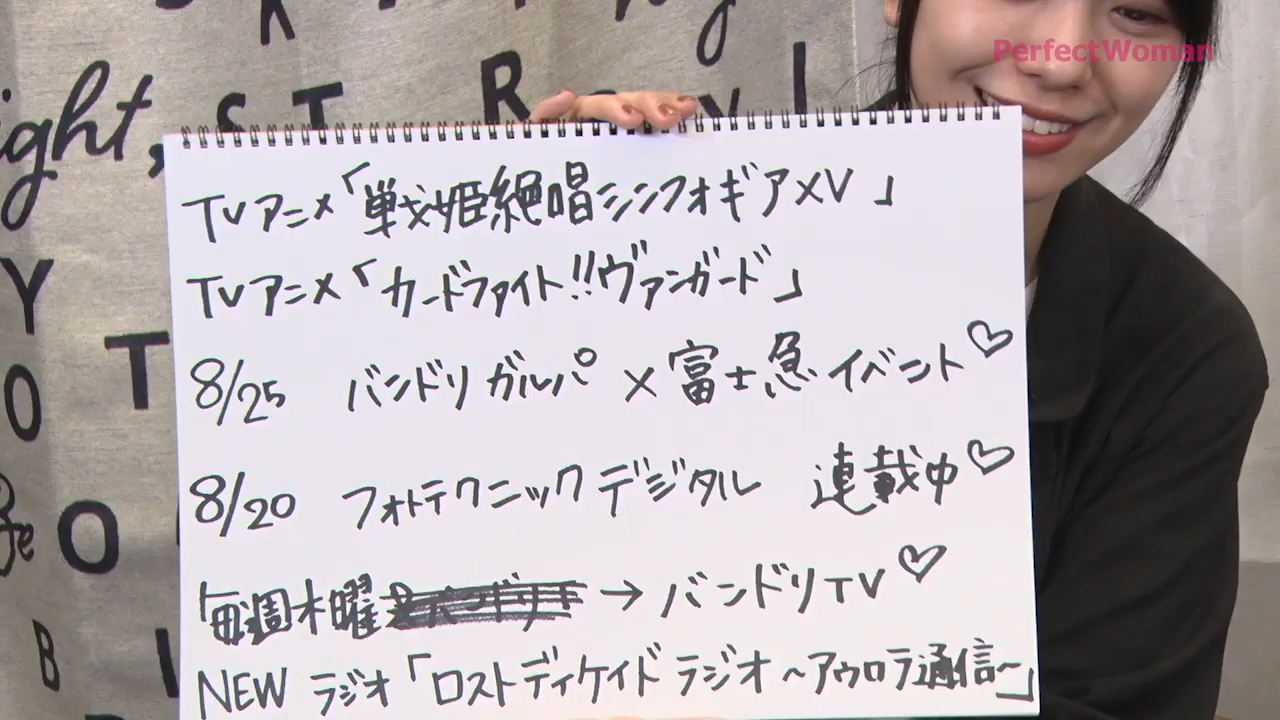 PerfectWoman
ight,
TVアニメ「戦姫絶唱シンフォギアXV」
TVアニメ「カードファイト!!ヴァンガード」
8/25 バンドリ ガルパ×富士急イベント♡
8/20 フォトテクニックデジタル 連載中♡
毎週木曜 → バンドリTV♡
NEW ラジオ「ロストディケイドラジオ～アウロラ通信～」